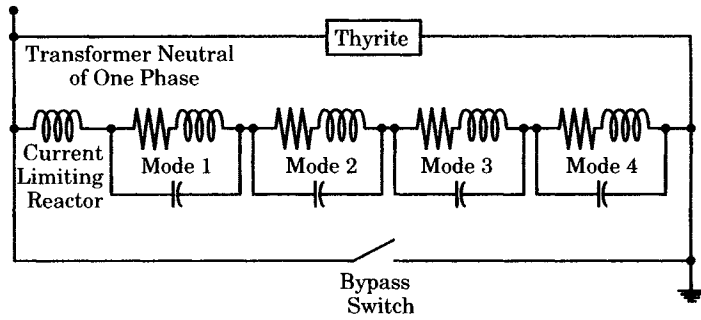 Thyrite
Transformer Neutral
of One Phase
Current
Limiting
Reactor
Mode 1
Mode 2
Mode 3
Mode 4
Bypass
Switch